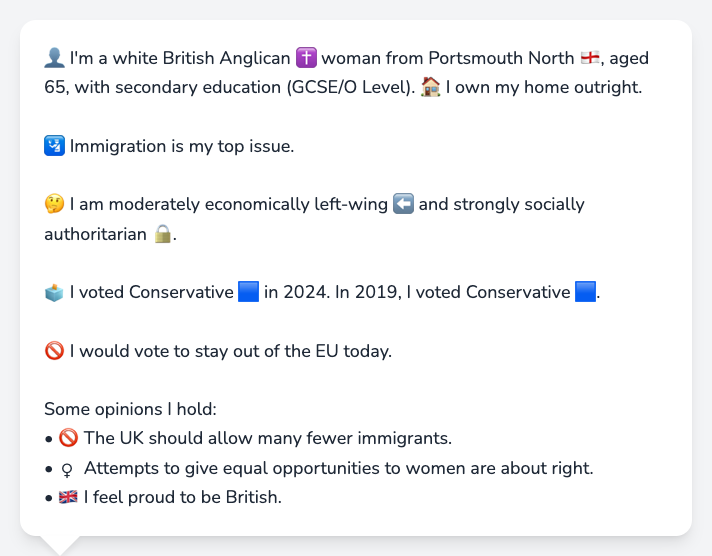 👤 I'm a white British Anglican ✝️ woman from Portsmouth North 🏴󠁧󠁢󠁥󠁮󠁧󠁿, aged
65, with secondary education (GCSE/O Level). 🏠 I own my home outright.
🛂 Immigration is my top issue.
🤔 I am moderately economically left-wing ⬅️ and strongly socially
authoritarian 🔒.
🗳️ I voted Conservative 🟦 in 2024. In 2019, I voted Conservative 🟦.
🚫 I would vote to stay out of the EU today.
Some opinions I hold:
• 🚫 The UK should allow many fewer immigrants.
• ♀ Attempts to give equal opportunities to women are about right.
• 🇬🇧 I feel proud to be British.